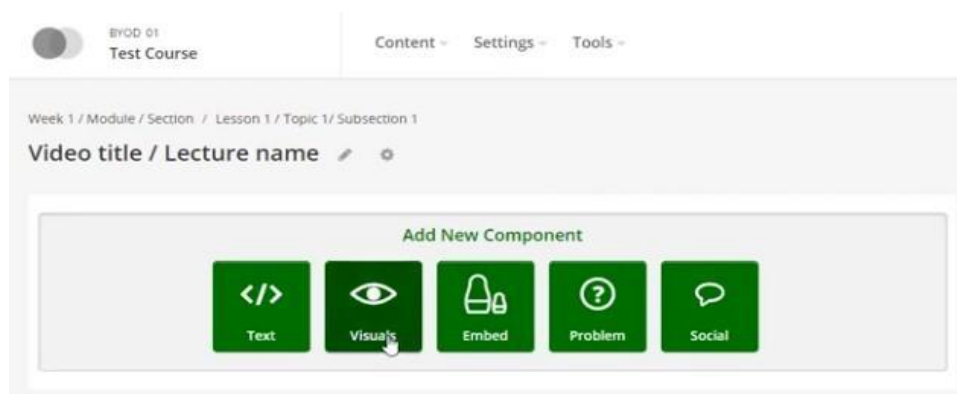 BYOD 01
Test Course
Content Settings Tools
Week 1 / Module / Section / Lesson 1 / Topic 1/ Subsection 1
Video title / Lecture name
Add New Component
</>
Text Visuals Embed Problem Social